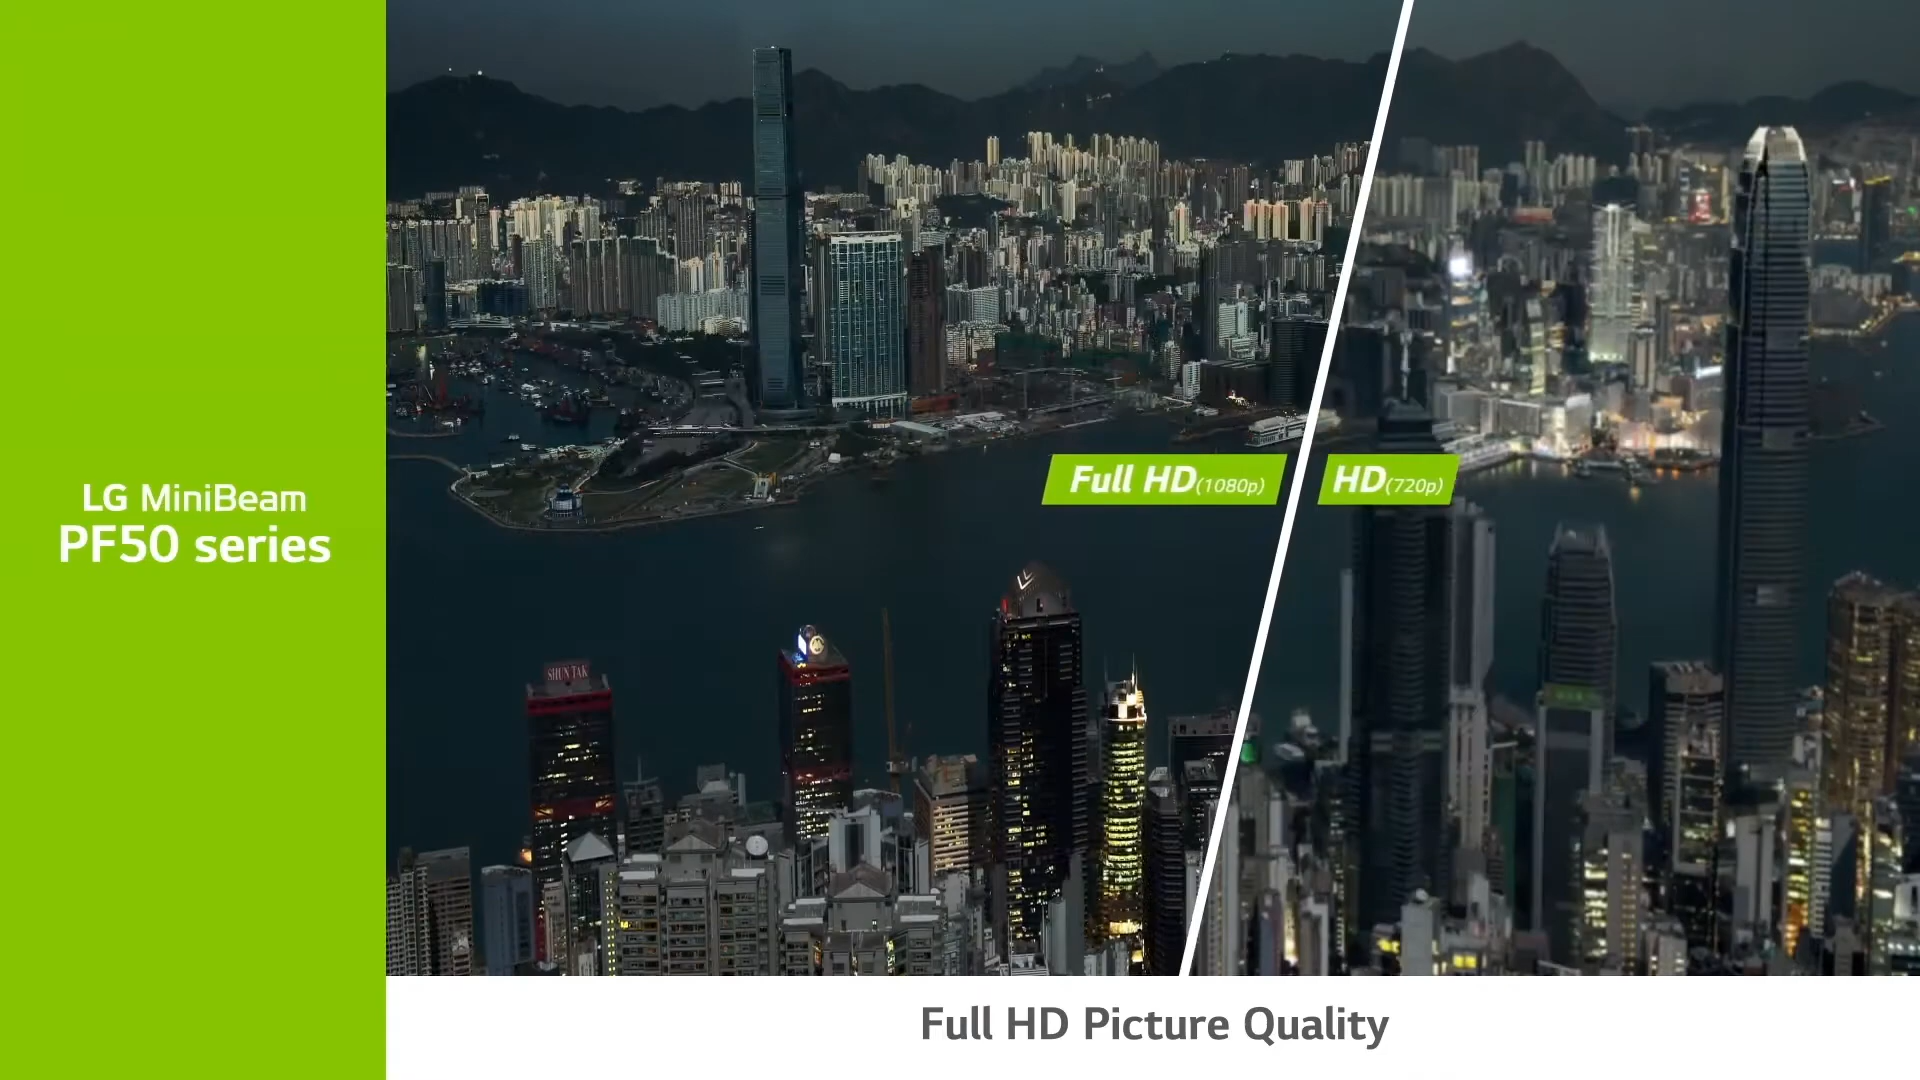 LG MiniBeam
PF50 series
Full HD(1080p)
HD(720p)
SHUN TAK
Full HD Picture Quality